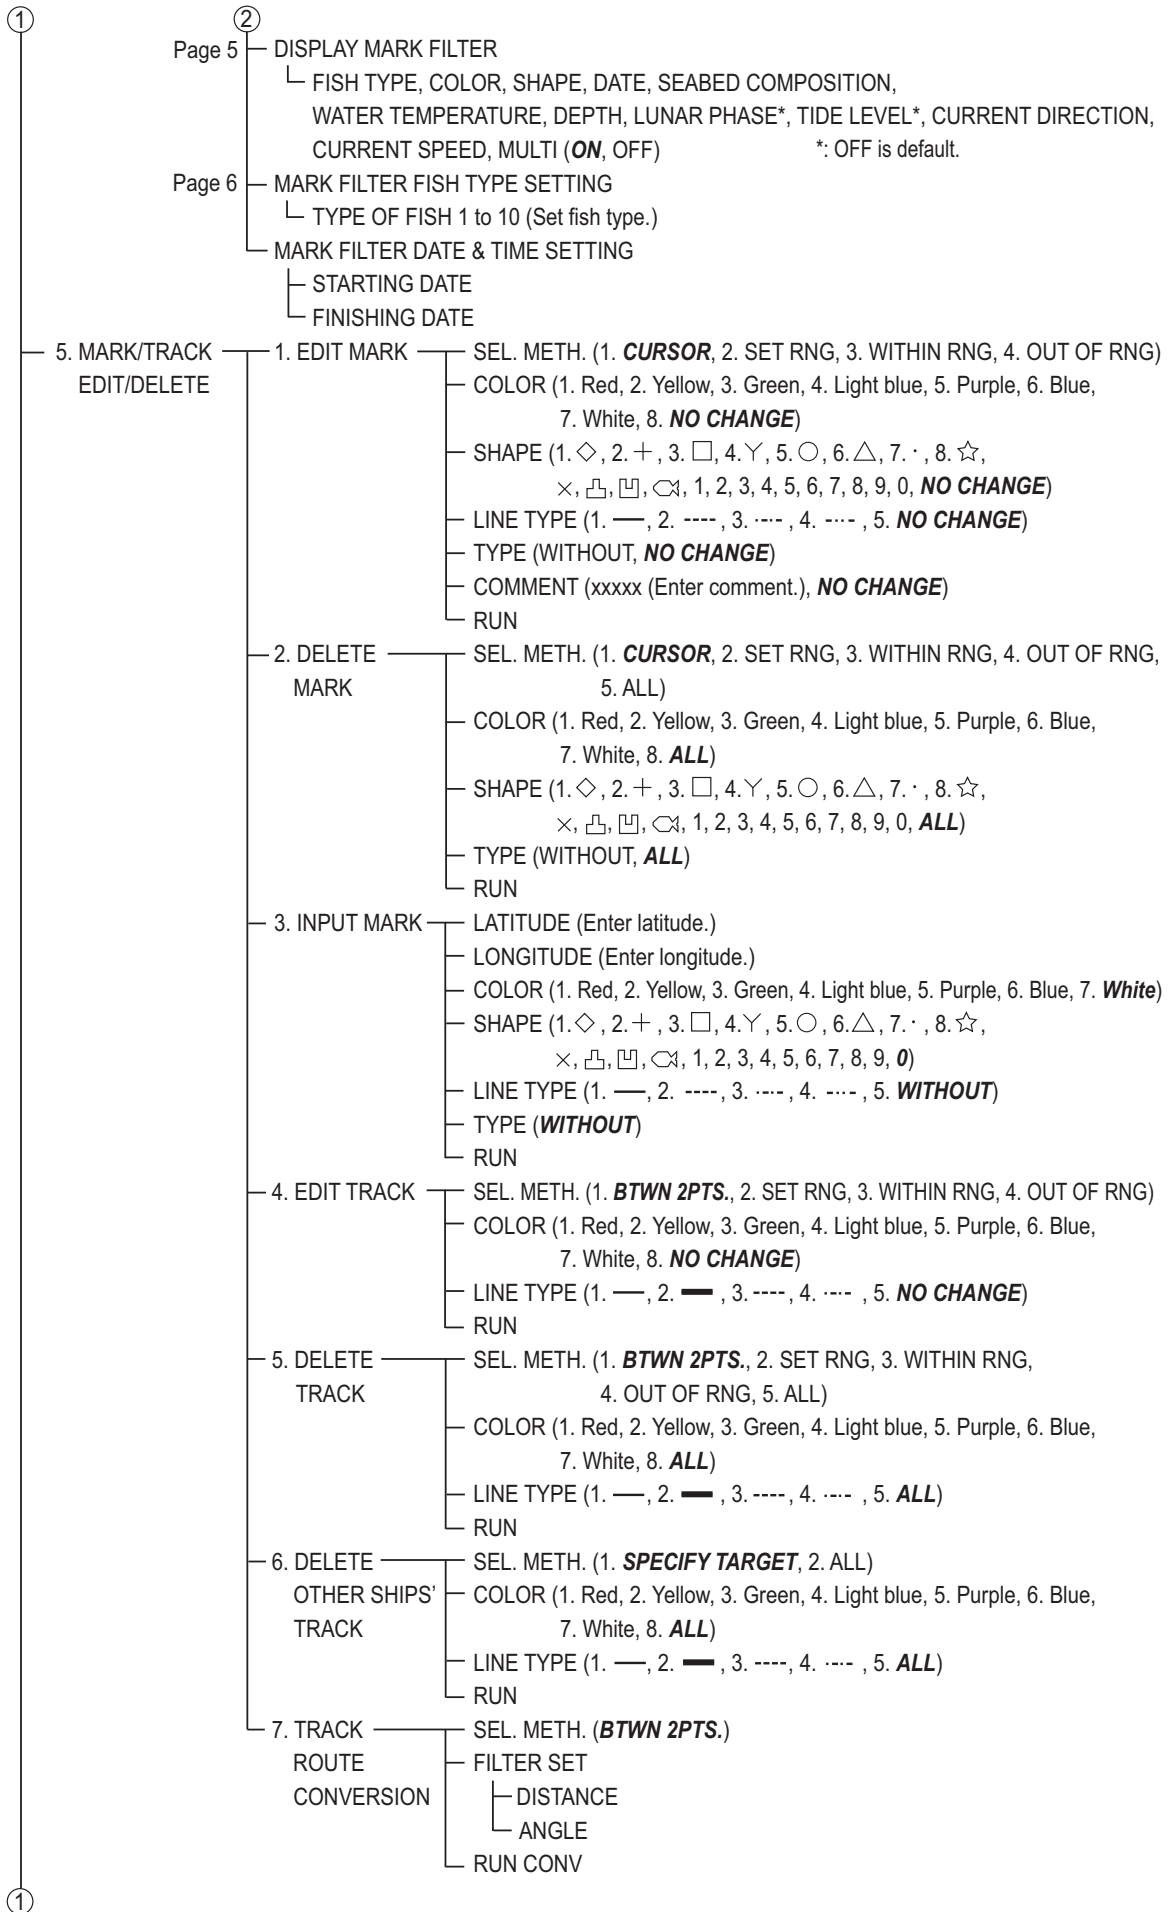 ① ②
Page 5 DISPLAY MARK FILTER
FISH TYPE, COLOR, SHAPE, DATE, SEABED COMPOSITION,
WATER TEMPERATURE, DEPTH, LUNAR PHASE*, TIDE LEVEL*, CURRENT DIRECTION,
CURRENT SPEED, MULTI (ON, OFF) *: OFF is default.
Page 6 MARK FILTER FISH TYPE SETTING
TYPE OF FISH 1 to 10 (Set fish type.)
MARK FILTER DATE & TIME SETTING
STARTING DATE
FINISHING DATE
5. MARK/TRACK 1. EDIT MARK SEL. METH. (1. CURSOR, 2. SET RNG, 3. WITHIN RNG, 4. OUT OF RNG)
EDIT/DELETE COLOR (1. Red, 2. Yellow, 3. Green, 4. Light blue, 5. Purple, 6. Blue,
7. White, 8. NO CHANGE)
SHAPE (1. ◇, 2. +, 3. □, 4. Y, 5. ○, 6. △, 7. ·, 8. ☆,
×, 凸, 凹, , 1, 2, 3, 4, 5, 6, 7, 8, 9, 0, NO CHANGE)
LINE TYPE (1. —, 2. ----, 3. -·-·-, 4. -··-, 5. NO CHANGE)
TYPE (WITHOUT, NO CHANGE)
COMMENT (xxxxx (Enter comment.), NO CHANGE)
RUN
2. DELETE SEL. METH. (1. CURSOR, 2. SET RNG, 3. WITHIN RNG, 4. OUT OF RNG,
MARK 5. ALL)
COLOR (1. Red, 2. Yellow, 3. Green, 4. Light blue, 5. Purple, 6. Blue,
7. White, 8. ALL)
SHAPE (1. ◇, 2. +, 3. □, 4. Y, 5. ○, 6. △, 7. ·, 8. ☆,
×, 凸, 凹, , 1, 2, 3, 4, 5, 6, 7, 8, 9, 0, ALL)
TYPE (WITHOUT, ALL)
RUN
3. INPUT MARK LATITUDE (Enter latitude.)
LONGITUDE (Enter longitude.)
COLOR (1. Red, 2. Yellow, 3. Green, 4. Light blue, 5. Purple, 6. Blue, 7. White)
SHAPE (1. ◇, 2. +, 3. □, 4. Y, 5. ○, 6. △, 7. ·, 8. ☆,
×, 凸, 凹, , 1, 2, 3, 4, 5, 6, 7, 8, 9, 0)
LINE TYPE (1. —, 2. ----, 3. -·-·-, 4. -··-, 5. WITHOUT)
TYPE (WITHOUT)
RUN
4. EDIT TRACK SEL. METH. (1. BTWN 2PTS., 2. SET RNG, 3. WITHIN RNG, 4. OUT OF RNG)
COLOR (1. Red, 2. Yellow, 3. Green, 4. Light blue, 5. Purple, 6. Blue,
7. White, 8. NO CHANGE)
LINE TYPE (1. —, 2. ━, 3. ----, 4. -·-·-, 5. NO CHANGE)
RUN
5. DELETE SEL. METH. (1. BTWN 2PTS., 2. SET RNG, 3. WITHIN RNG,
TRACK 4. OUT OF RNG, 5. ALL)
COLOR (1. Red, 2. Yellow, 3. Green, 4. Light blue, 5. Purple, 6. Blue,
7. White, 8. ALL)
LINE TYPE (1. —, 2. ━, 3. ----, 4. -·-·-, 5. ALL)
RUN
6. DELETE SEL. METH. (1. SPECIFY TARGET, 2. ALL)
OTHER SHIPS' COLOR (1. Red, 2. Yellow, 3. Green, 4. Light blue, 5. Purple, 6. Blue,
TRACK 7. White, 8. ALL)
LINE TYPE (1. —, 2. ━, 3. ----, 4. -·-·-, 5. ALL)
RUN
7. TRACK SEL. METH. (BTWN 2PTS.)
ROUTE FILTER SET
CONVERSION DISTANCE
ANGLE
RUN CONV
①